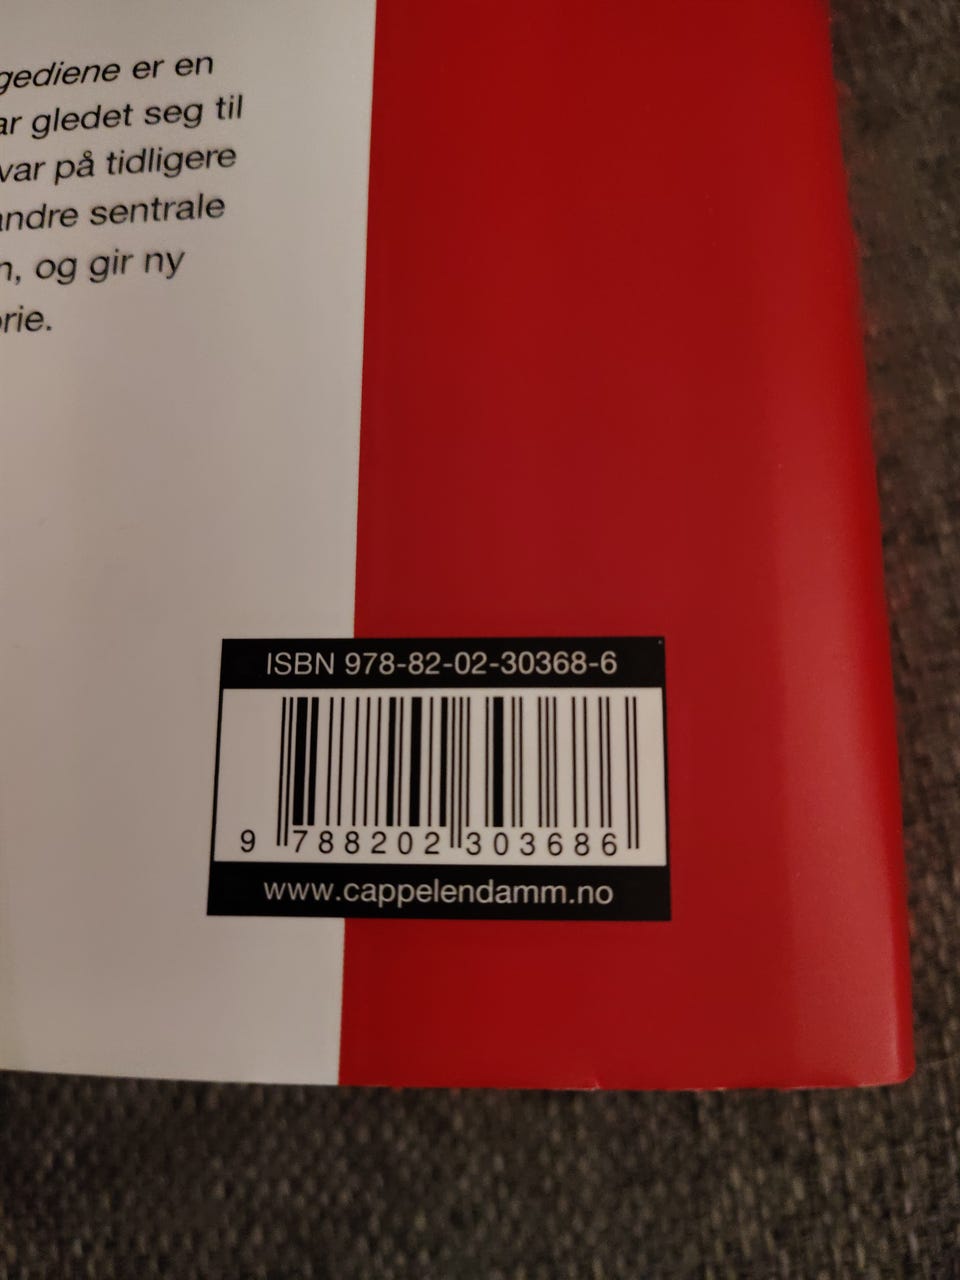 gediene er en
ar gledet seg til
var på tidligere
andre sentrale
n, og gir ny
rie.
ISBN 978-82-02-30368-6
9 788202 303686
www.cappelendamm.no